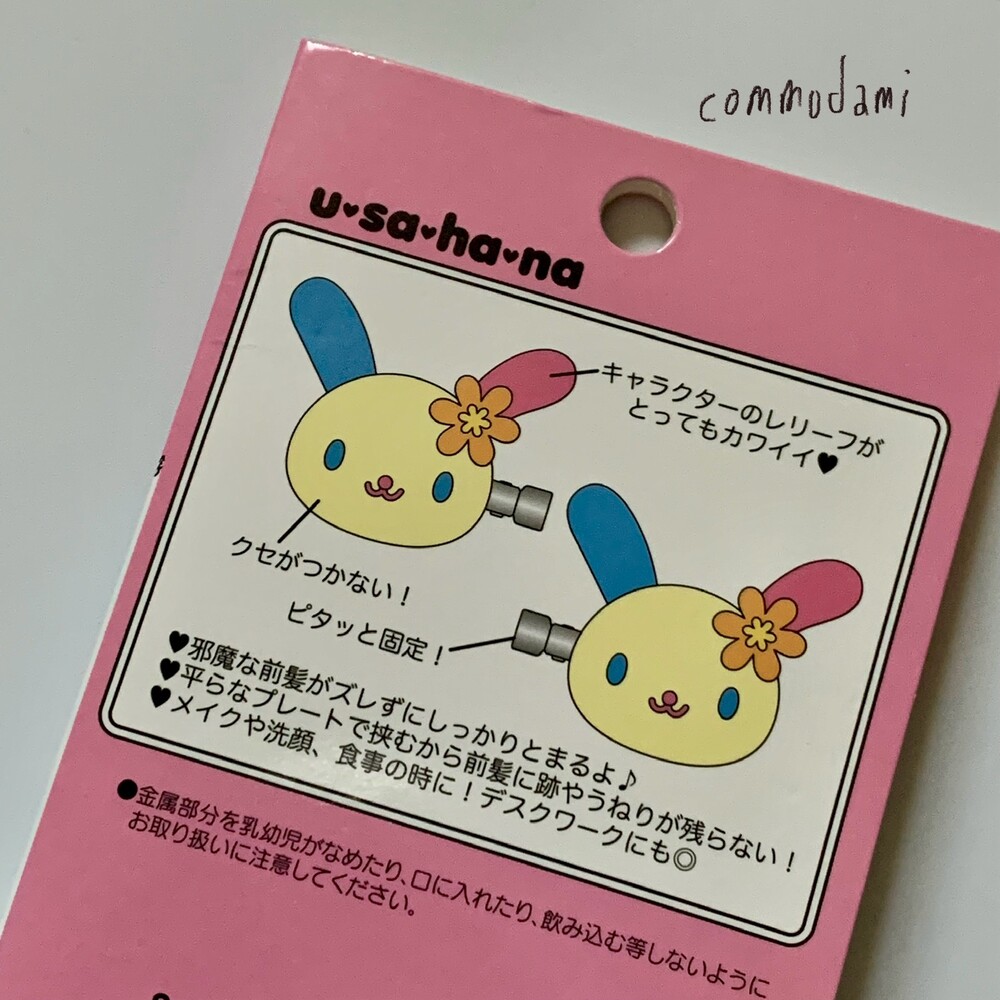 commodami
u♥sa♥ha♥na
キャラクターのレリーフが
とってもカワイイ♥
クセがつかない！
ピタッと固定！
♥邪魔な前髪がズレずにしっかりとまるよ♪
♥平らなプレートで挟むから前髪に跡やうねりが残らない！
♥メイクや洗顔、食事の時に！デスクワークにも◎
●金属部分を乳幼児がなめたり、口に入れたり、飲み込む等しないように
お取り扱いに注意してください。